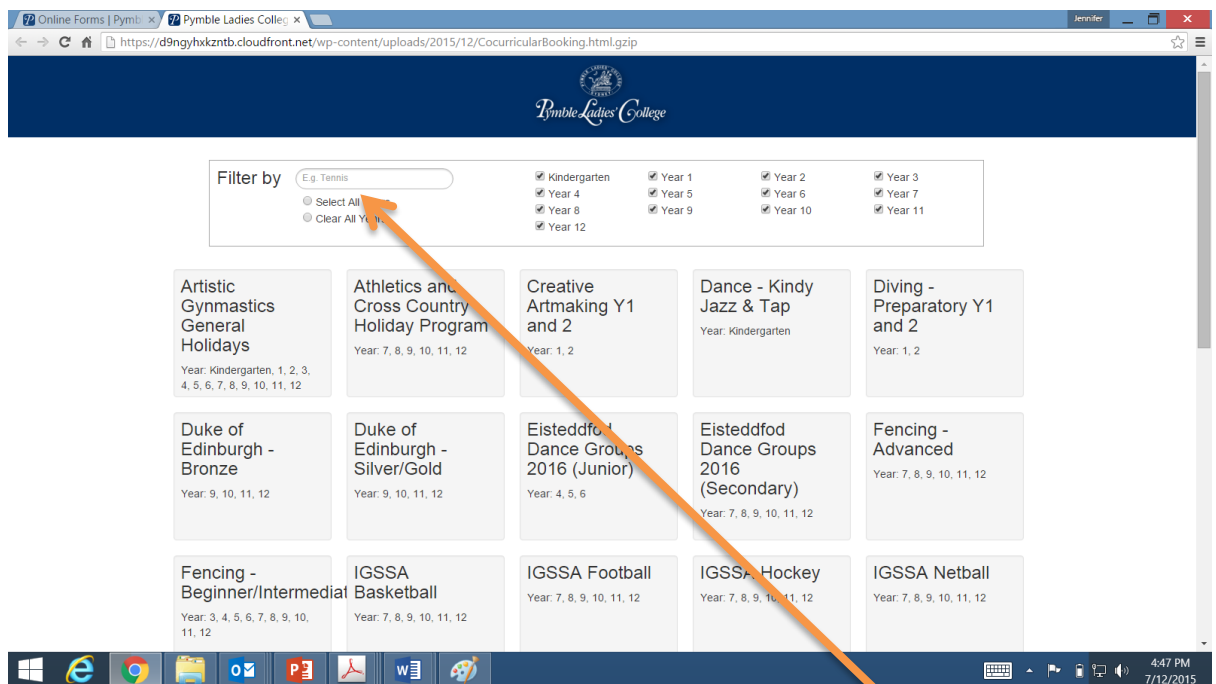 Online Forms | Pymb
Pymble Ladies Colleg
Jennifer
https://d9ngyhxkzntb.cloudfront.net/wp-content/uploads/2015/12/CocurricularBooking.html.gzip
Pymble Ladies' College
Filter by
E.g. Tennis
Select All
Clear All Years
Kindergarten Year 1 Year 2 Year 3
Year 4 Year 5 Year 6 Year 7
Year 8 Year 9 Year 10 Year 11
Year 12
Artistic
Gymnastics
General
Holidays
Year: Kindergarten, 1, 2, 3,
4, 5, 6, 7, 8, 9, 10, 11, 12
Athletics and
Cross Country
Holiday Program
Year: 7, 8, 9, 10, 11, 12
Creative
Artmaking Y1
and 2
Year: 1, 2
Dance - Kindy
Jazz & Tap
Year: Kindergarten
Diving -
Preparatory Y1
and 2
Year: 1, 2
Duke of
Edinburgh -
Bronze
Year: 9, 10, 11, 12
Duke of
Edinburgh -
Silver/Gold
Year: 9, 10, 11, 12
Eisteddfod
Dance Groups
2016 (Junior)
Year: 4, 5, 6
Eisteddfod
Dance Groups
2016
(Secondary)
Year: 7, 8, 9, 10, 11, 12
Fencing -
Advanced
Year: 7, 8, 9, 10, 11, 12
Fencing -
Beginner/Intermediat
Year: 3, 4, 5, 6, 7, 8, 9, 10,
11, 12
IGSSA
Basketball
Year: 7, 8, 9, 10, 11, 12
IGSSA Football
Year: 7, 8, 9, 10, 11, 12
IGSSA Hockey
Year: 7, 8, 9, 10, 11, 12
IGSSA Netball
Year: 7, 8, 9, 10, 11, 12
4:47 PM
7/12/2015